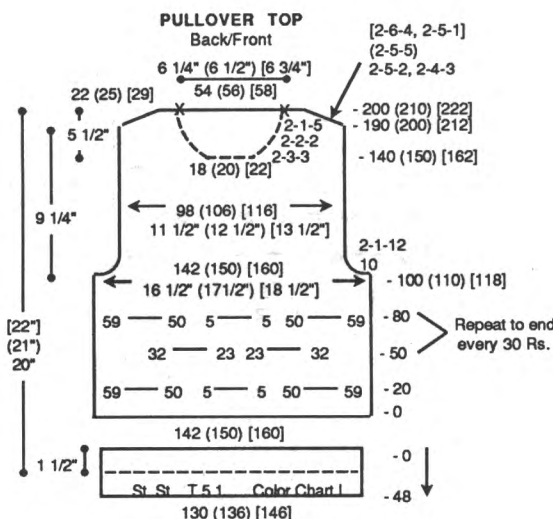 PULLOVER TOP
Back/Front
6 1/4" (6 1/2") [6 3/4"]
54 (56) [58]
[2-6-4, 2-5-1]
(2-5-5)
2-5-2, 2-4-3
22 (25) [29]
5 1/2"
- 200 (210) [222]
- 190 (200) [212]
2-1-5
2-2-2
2-3-3
- 140 (150) [162]
18 (20) [22]
9 1/4"
98 (106) [116]
11 1/2" (12 1/2") [13 1/2"]
2-1-12
10
142 (150) [160]
- 100 (110) [118]
16 1/2" (171/2") [18 1/2"]
59 50 5 5 50 59
- 80
[22"]
(21")
20"
32 23 23 32
- 50
Repeat to end
every 30 Rs.
59 50 5 5 50 59
- 20
- 0
142 (150) [160]
1 1/2"
- 0
St. St. T 5.1 Color Chart I
- 48
130 (136) [146]